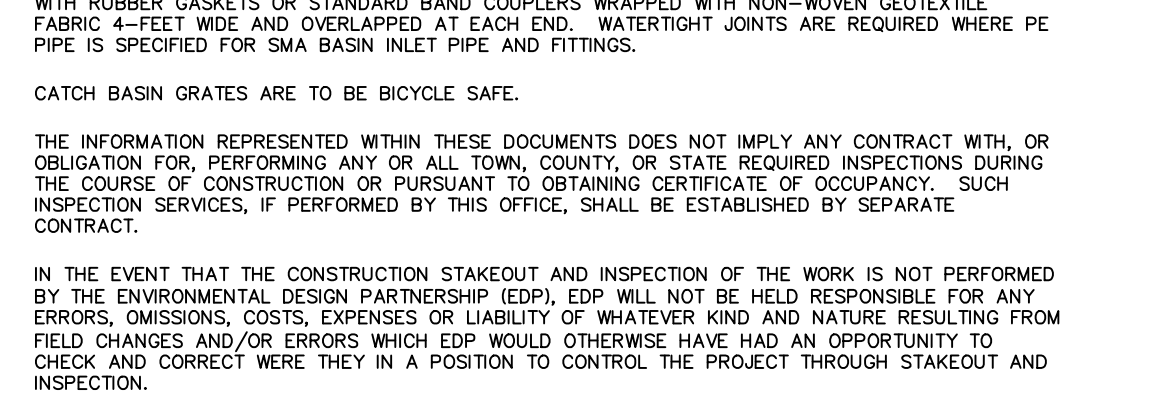 WITH RUBBER GASKETS OR STANDARD BAND COUPLERS WRAPPED WITH NON-WOVEN GEOTEXTILE
FABRIC 4-FEET WIDE AND OVERLAPPED AT EACH END. WATERTIGHT JOINTS ARE REQUIRED WHERE PE
PIPE IS SPECIFIED FOR SMA BASIN INLET PIPE AND FITTINGS.
CATCH BASIN GRATES ARE TO BE BICYCLE SAFE.
THE INFORMATION REPRESENTED WITHIN THESE DOCUMENTS DOES NOT IMPLY ANY CONTRACT WITH, OR
OBLIGATION FOR, PERFORMING ANY OR ALL TOWN, COUNTY, OR STATE REQUIRED INSPECTIONS DURING
THE COURSE OF CONSTRUCTION OR PURSUANT TO OBTAINING CERTIFICATE OF OCCUPANCY. SUCH
INSPECTION SERVICES, IF PERFORMED BY THIS OFFICE, SHALL BE ESTABLISHED BY SEPARATE
CONTRACT.
IN THE EVENT THAT THE CONSTRUCTION STAKEOUT AND INSPECTION OF THE WORK IS NOT PERFORMED
BY THE ENVIRONMENTAL DESIGN PARTNERSHIP (EDP), EDP WILL NOT BE HELD RESPONSIBLE FOR ANY
ERRORS, OMISSIONS, COSTS, EXPENSES OR LIABILITY OF WHATEVER KIND AND NATURE RESULTING FROM
FIELD CHANGES AND/OR ERRORS WHICH EDP WOULD OTHERWISE HAVE HAD AN OPPORTUNITY TO
CHECK AND CORRECT WERE THEY IN A POSITION TO CONTROL THE PROJECT THROUGH STAKEOUT AND
INSPECTION.